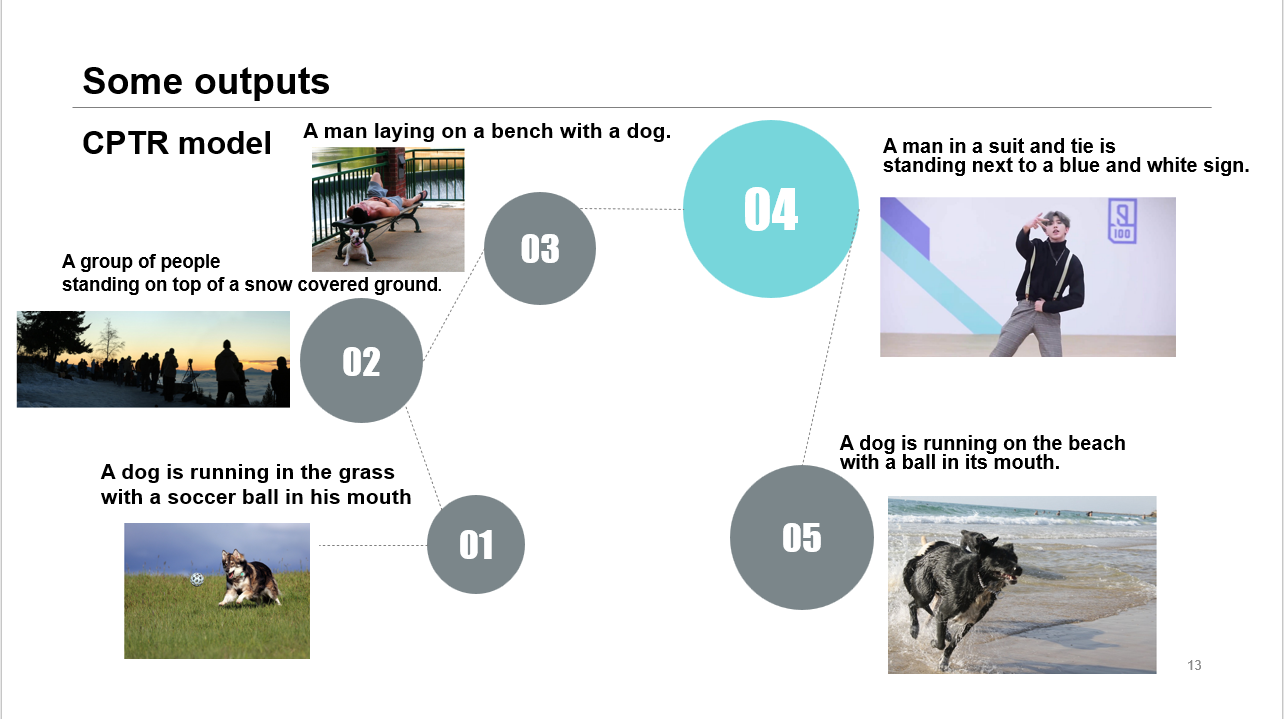 Some outputs
CPTR model
A man laying on a bench with a dog.
03
04
A man in a suit and tie is
standing next to a blue and white sign.
100
A group of people
standing on top of a snow covered ground.
02
A dog is running in the grass
with a soccer ball in his mouth
01
A dog is running on the beach
with a ball in its mouth.
05
13